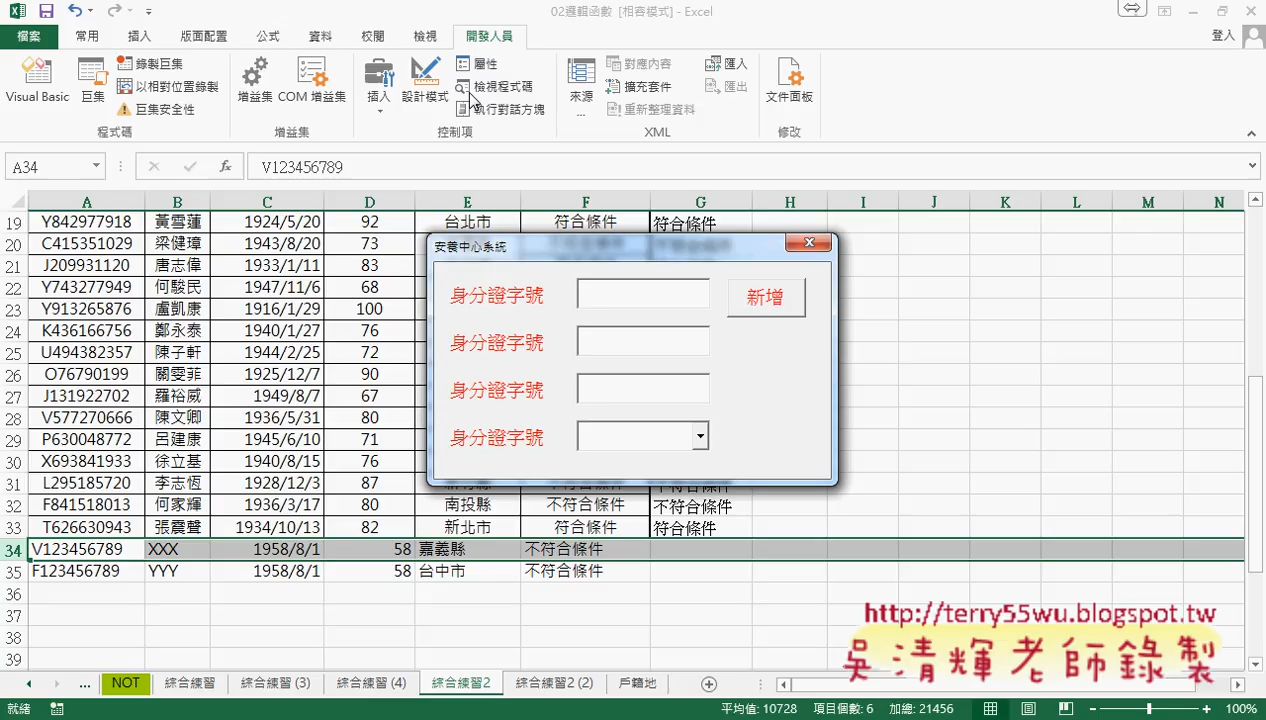 02邏輯函數 [相容模式] - Excel
檔案 常用 插入 版面配置 公式 資料 校閱 檢視 開發人員 登入
Visual Basic 巨集 錄製巨集 以相對位置錄製 巨集安全性 程式碼
增益集 COM 增益集 增益集
插入 設計模式 屬性 檢視程式碼 執行對話方塊 控制項
來源 ... 對應內容 擴充套件 重新整理資料 匯入 匯出 XML
文件面板 修改
A34 fx V123456789
A B C D E F G H I J K L M N
19 Y842977918 黃雪蓮 1924/5/20 92 台北市 符合條件 符合條件
20 C415351029 梁健璋 1943/8/20 73
21 J209931120 唐志偉 1933/1/11 83
22 Y743277949 何駿民 1947/11/6 68
23 Y913265876 盧凱康 1916/1/29 100
24 K436166756 鄭永泰 1940/1/27 76
25 U494382357 陳子軒 1944/2/25 72
26 O76790199 關雯菲 1925/12/7 90
27 J131922702 羅裕威 1949/8/7 67
28 V577270666 陳文卿 1936/5/31 80
29 P630048772 呂建康 1945/6/10 71
30 X693841933 徐立基 1940/8/15 76
31 L295185720 李志恆 1928/12/3 87
32 F841518013 何家輝 1936/3/17 80 南投縣 不符合條件 不符合條件
33 T626630943 張震聲 1934/10/13 82 新北市 符合條件 符合條件
34 V123456789 XXX 1958/8/1 58 嘉義縣 不符合條件
35 F123456789 YYY 1958/8/1 58 台中市 不符合條件
36
37
38
39
安養中心系統
身分證字號 新增
身分證字號
身分證字號
身分證字號
http://terry55wu.blogspot.tw
吳清輝老師錄製
... NOT 綜合練習 綜合練習 (3) 綜合練習 (4) 綜合練習2 綜合練習2 (2) 戶籍地
就緒 平均值: 10728 項目個數: 6 加總: 21456 100%